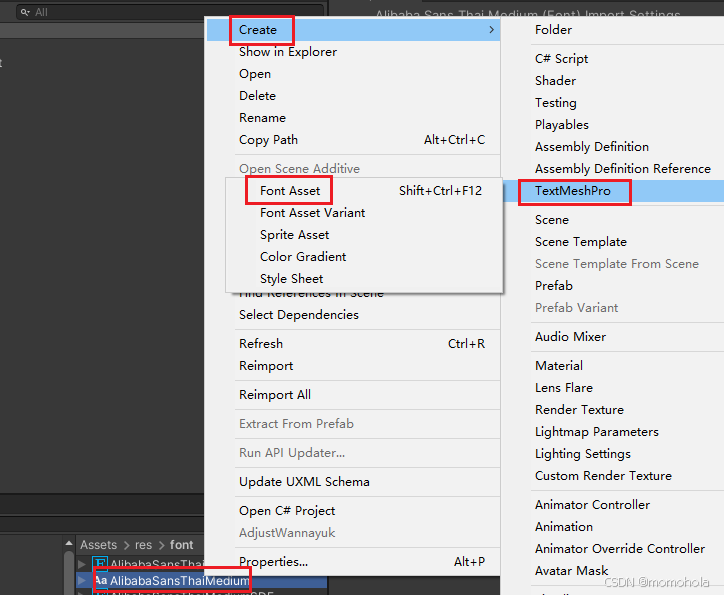 All
Alibaba Sans Thai Medium (Font) Import Settings
Create
Show in Explorer
Open
Delete
Rename
Copy Path Alt+Ctrl+C
Open Scene Additive
Font Asset Shift+Ctrl+F12
Font Asset Variant
Sprite Asset
Color Gradient
Style Sheet
Find References In Scene
Select Dependencies
Refresh Ctrl+R
Reimport
Reimport All
Extract From Prefab
Run API Updater...
Update UXML Schema
Open C# Project
AdjustWannayuk
Properties... Alt+P
Folder
C# Script
Shader
Testing
Playables
Assembly Definition
Assembly Definition Reference
TextMeshPro
Scene
Scene Template
Scene Template From Scene
Prefab
Prefab Variant
Audio Mixer
Material
Lens Flare
Render Texture
Lightmap Parameters
Lighting Settings
Custom Render Texture
Animator Controller
Animation
Animator Override Controller
Avatar Mask
Assets > res > font
AlibabaSansThai
Aa AlibabaSansThaiMedium
CSDN @momohola